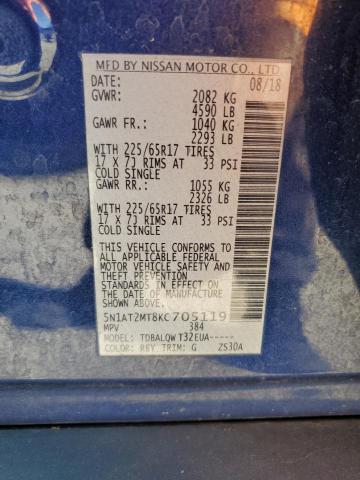 MFD BY NISSAN MOTOR CO., LTD.
DATE: 08/18
GVWR: 2082 KG
4590 LB
GAWR FR.: 1040 KG
2293 LB
WITH 225/65R17 TIRES
17 X 7J RIMS AT 33 PSI
COLD SINGLE
GAWR RR.: 1055 KG
2326 LB
WITH 225/65R17 TIRES
17 X 7J RIMS AT 33 PSI
COLD SINGLE
THIS VEHICLE CONFORMS TO
ALL APPLICABLE FEDERAL
MOTOR VEHICLE SAFETY
AND THEFT PREVENTION
STANDARDS IN EFFECT ON THE
DATE OF MANUFACTURE
SHOWN ABOVE.
5N1AT2MT8KC705119
MPV 384
MODEL: TDBALQWT32EUA-----
COLOR: RBY TRIM: G ZS30A